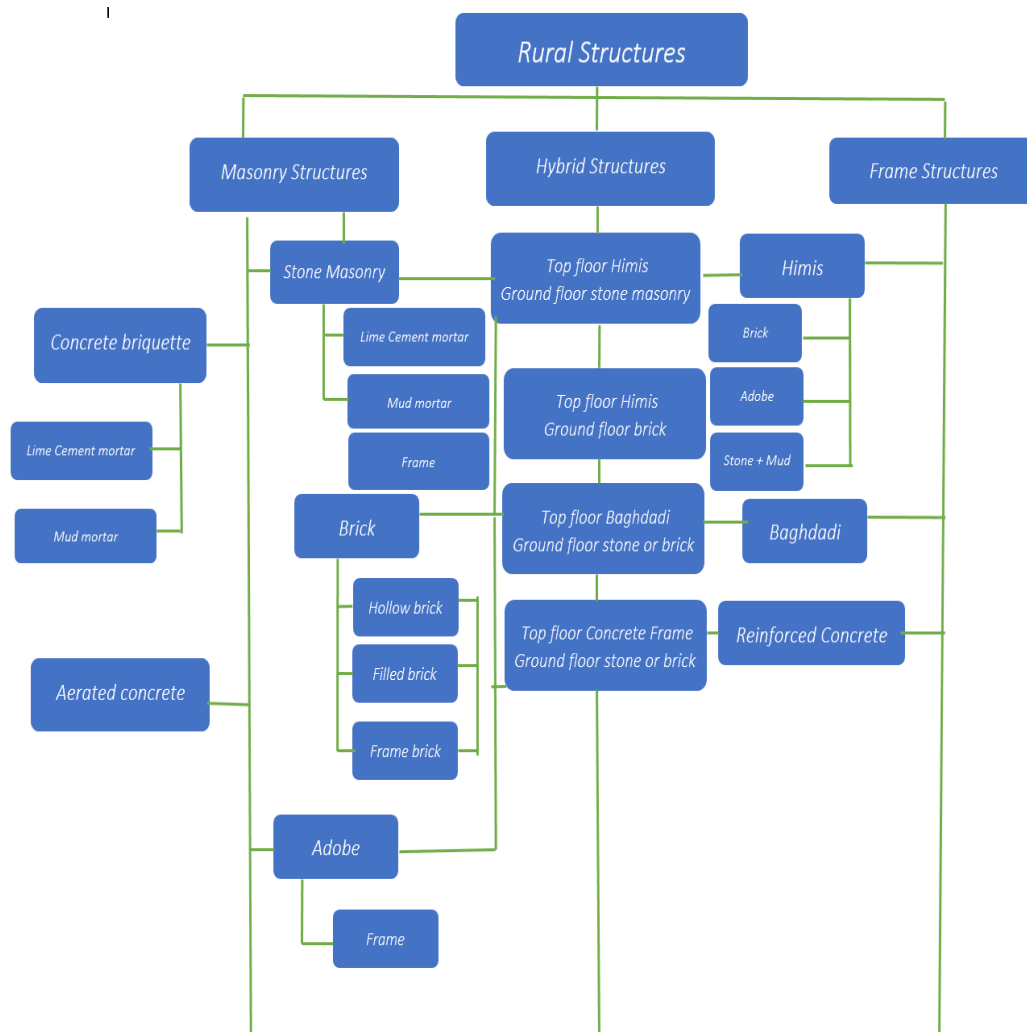 Rural Structures
Masonry Structures
Hybrid Structures
Frame Structures
Stone Masonry
Top floor Himis
Ground floor stone masonry
Himis
Concrete briquette
Lime Cement mortar
Brick
Mud mortar
Top floor Himis
Ground floor brick
Adobe
Lime Cement mortar
Frame
Stone + Mud
Mud mortar
Brick
Top floor Baghdadi
Ground floor stone or brick
Baghdadi
Hollow brick
Top floor Concrete Frame
Ground floor stone or brick
Reinforced Concrete
Filled brick
Aerated concrete
Frame brick
Adobe
Frame